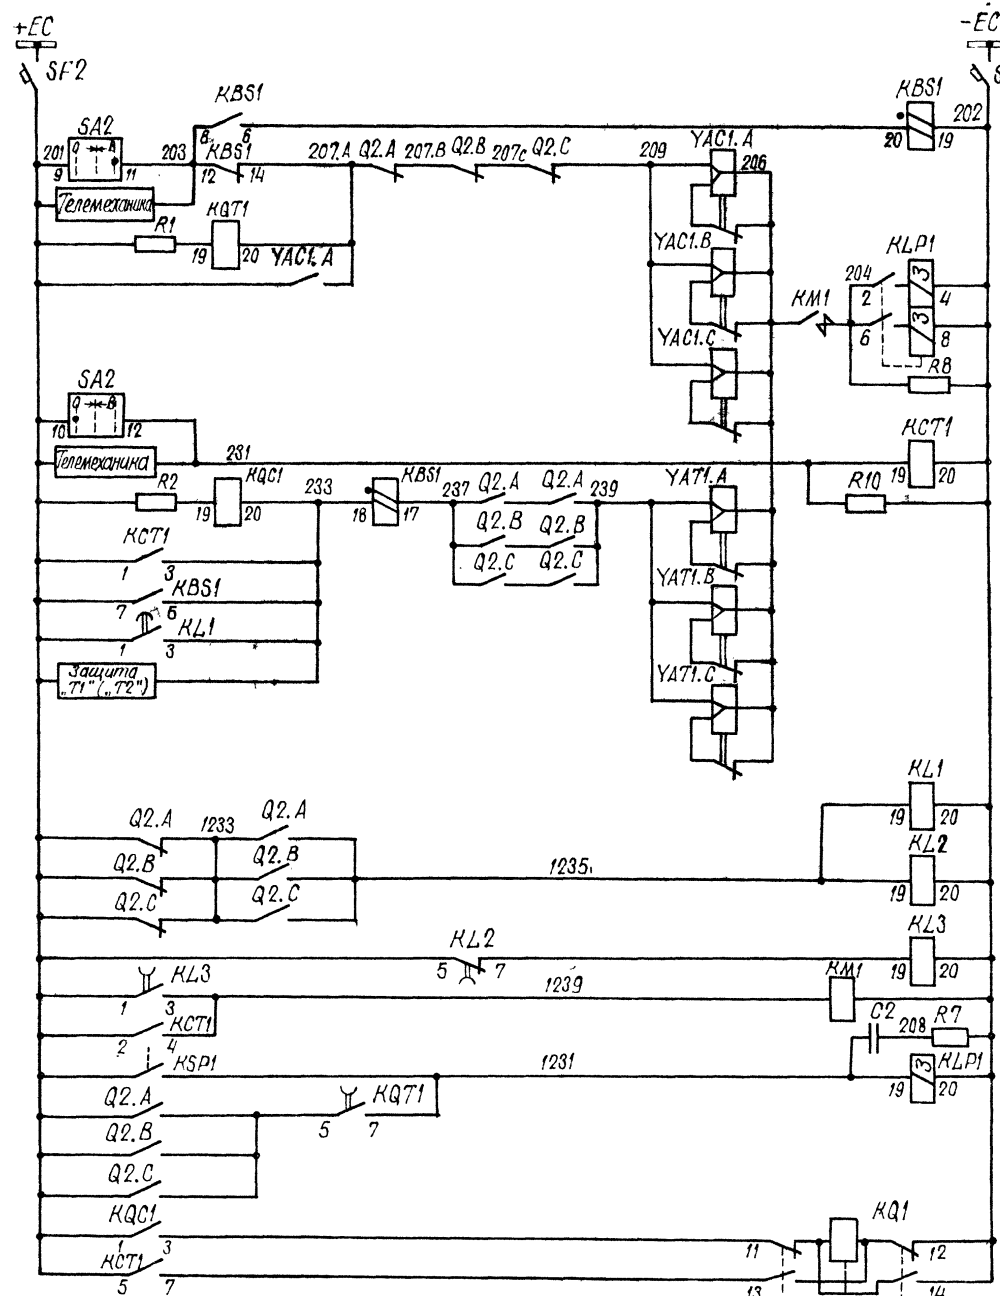 +EC
-EC
SF2
S
KBS1
KBS1
SA2
8 6
20 19
202
201
O B
203
KBS1
207.A
Q2.A
207.B
Q2.B
207c
Q2.C
209
YAC1.A
206
9 11
12 14
Телемеханика
R1
KQT1
19 20
YAC1.A
YAC1.B
KLP1
204
3
2 4
KM1
3
6 8
YAC1.C
R8
SA2
O B
10 12
KCT1
Телемеханика
231
19 20
R2
KQC1
233
KBS1
237
Q2.A
Q2.A
239
YAT1.A
R10
19 20
18 17
Q2.B
Q2.B
KCT1
Q2.C
Q2.C
1 3
YAT1.B
KBS1
7 6
KL1
1 3
Защита
„T1" („T2")
YAT1.C
KL1
19 20
Q2.A
1233
Q2.A
KL2
Q2.B
Q2.B
1235
19 20
Q2.C
Q2.C
KL3
KL2
5 7
19 20
KL3
1239
KM1
1 3
KCT1
2 4
C2
208
R7
KSP1
1231
KLP1
3
19 20
Q2.A
KQT1
5 7
Q2.B
Q2.C
KQC1
KQ1
1 3
11 12
KCT1
5 7
13 14